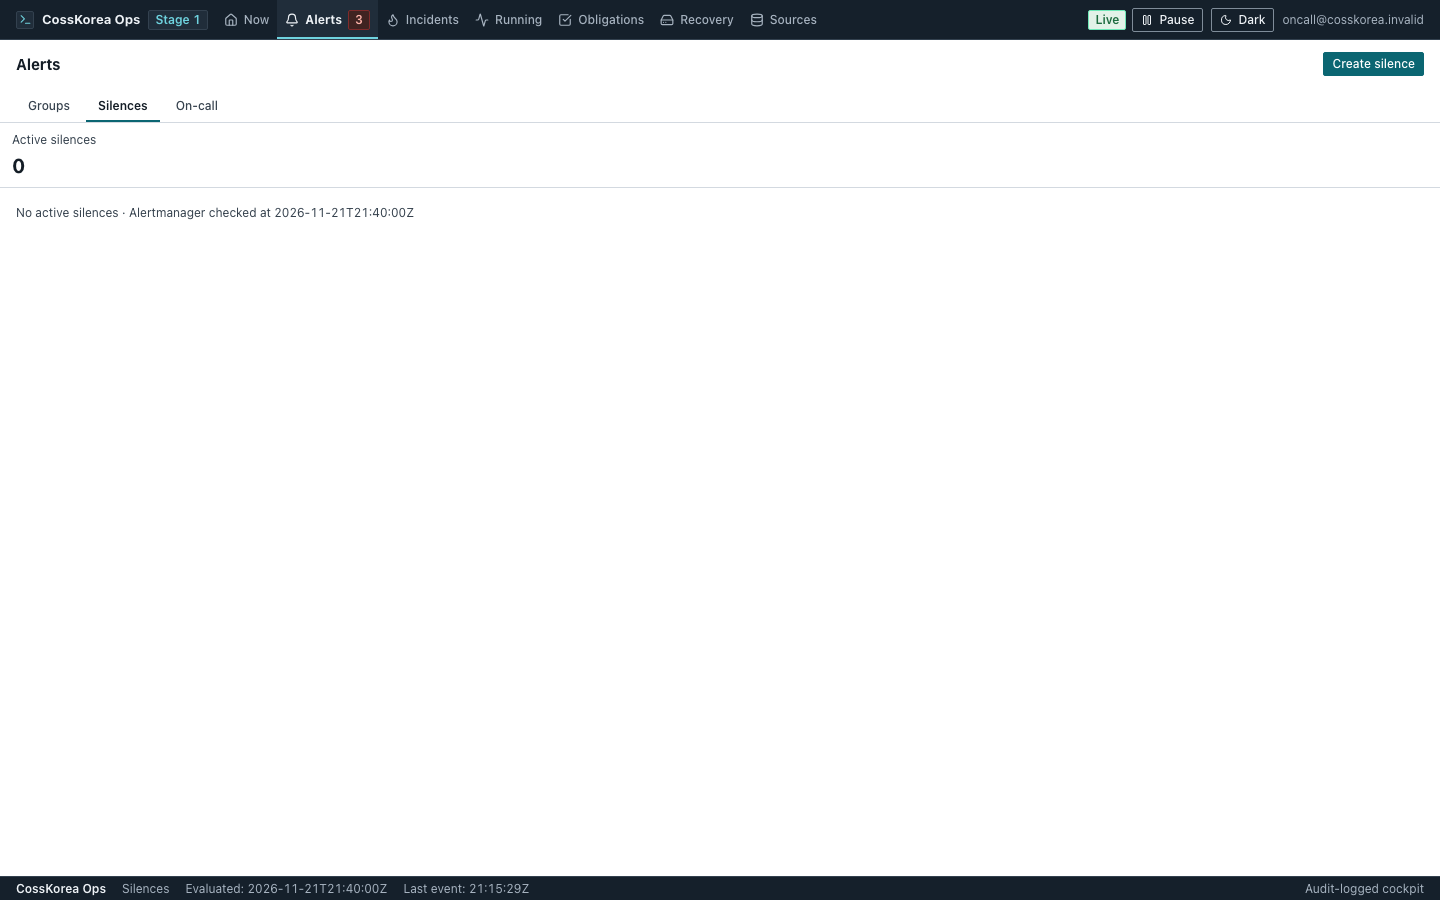 CossKorea Ops Stage 1 Now Alerts 3 Incidents Running Obligations Recovery Sources Live Pause Dark oncall@cosskorea.invalid
Alerts Create silence
Groups Silences On-call
Active silences
0
No active silences · Alertmanager checked at 2026-11-21T21:40:00Z
CossKorea Ops Silences Evaluated: 2026-11-21T21:40:00Z Last event: 21:15:29Z Audit-logged cockpit